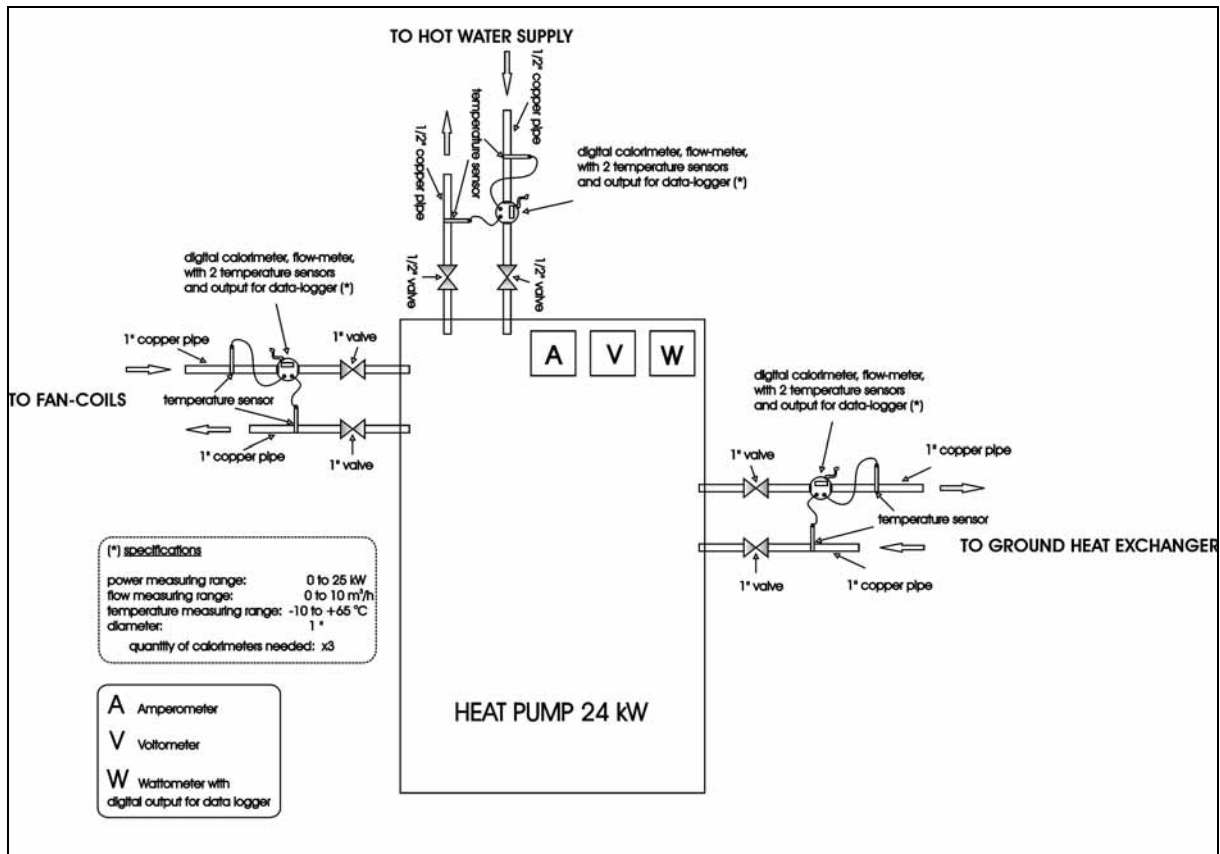 TO HOT WATER SUPPLY
1/2" copper pipe
temperature sensor
1/2" copper pipe
digital calorimeter, flow-meter,
with 2 temperature sensors
and output for data-logger (*)
digital calorimeter, flow-meter,
with 2 temperature sensors
and output for data-logger (*)
1/2" valve
1/2" valve
1" copper pipe
1" valve
A
V
W
TO FAN-COILS
temperature sensor
1" copper pipe
1" valve
digital calorimeter, flow-meter,
with 2 temperature sensors
and output for data-logger (*)
1" valve
1" copper pipe
temperature sensor
TO GROUND HEAT EXCHANGER
1" valve
1" copper pipe
(*) specifications
power measuring range: 0 to 25 kW
flow measuring range: 0 to 10 m³/h
temperature measuring range: -10 to +65 °C
diameter: 1 "
quantity of calorimeters needed: x3
HEAT PUMP 24 kW
A Amperometer
V Voltometer
W Wattometer with
digital output for data logger